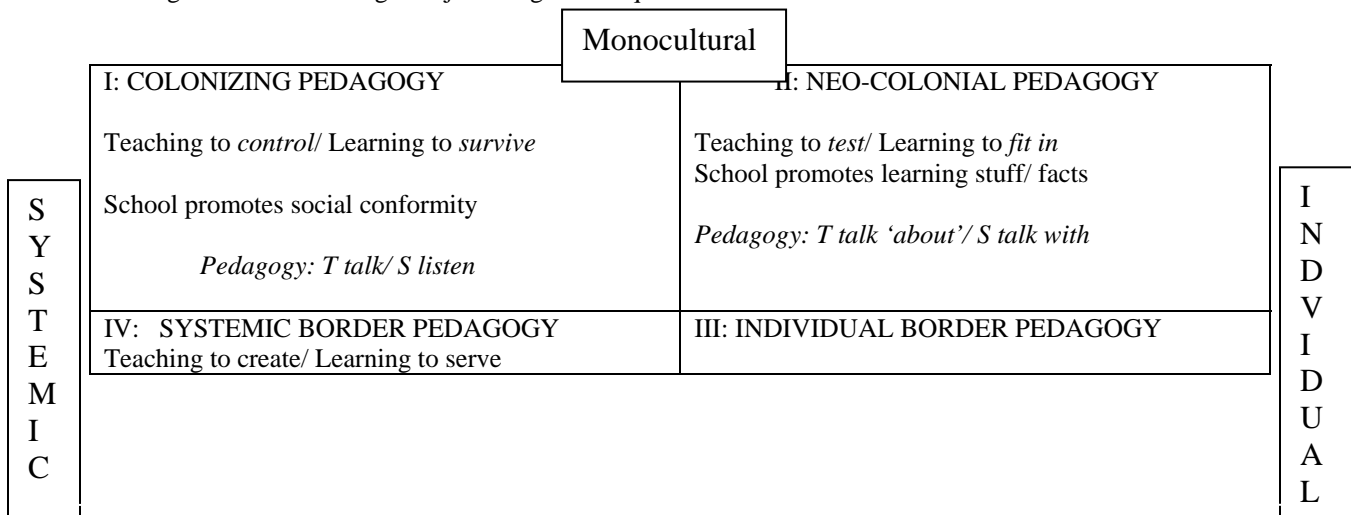 Monocultural
I: COLONIZING PEDAGOGY
Teaching to control/ Learning to survive
School promotes social conformity
Pedagogy: T talk/ S listen
II: NEO-COLONIAL PEDAGOGY
Teaching to test/ Learning to fit in
School promotes learning stuff/ facts
Pedagogy: T talk ‘about’/ S talk with
IV: SYSTEMIC BORDER PEDAGOGY
Teaching to create/ Learning to serve
III: INDIVIDUAL BORDER PEDAGOGY
S
Y
S
T
E
M
I
C
I
N
D
V
I
D
U
A
L